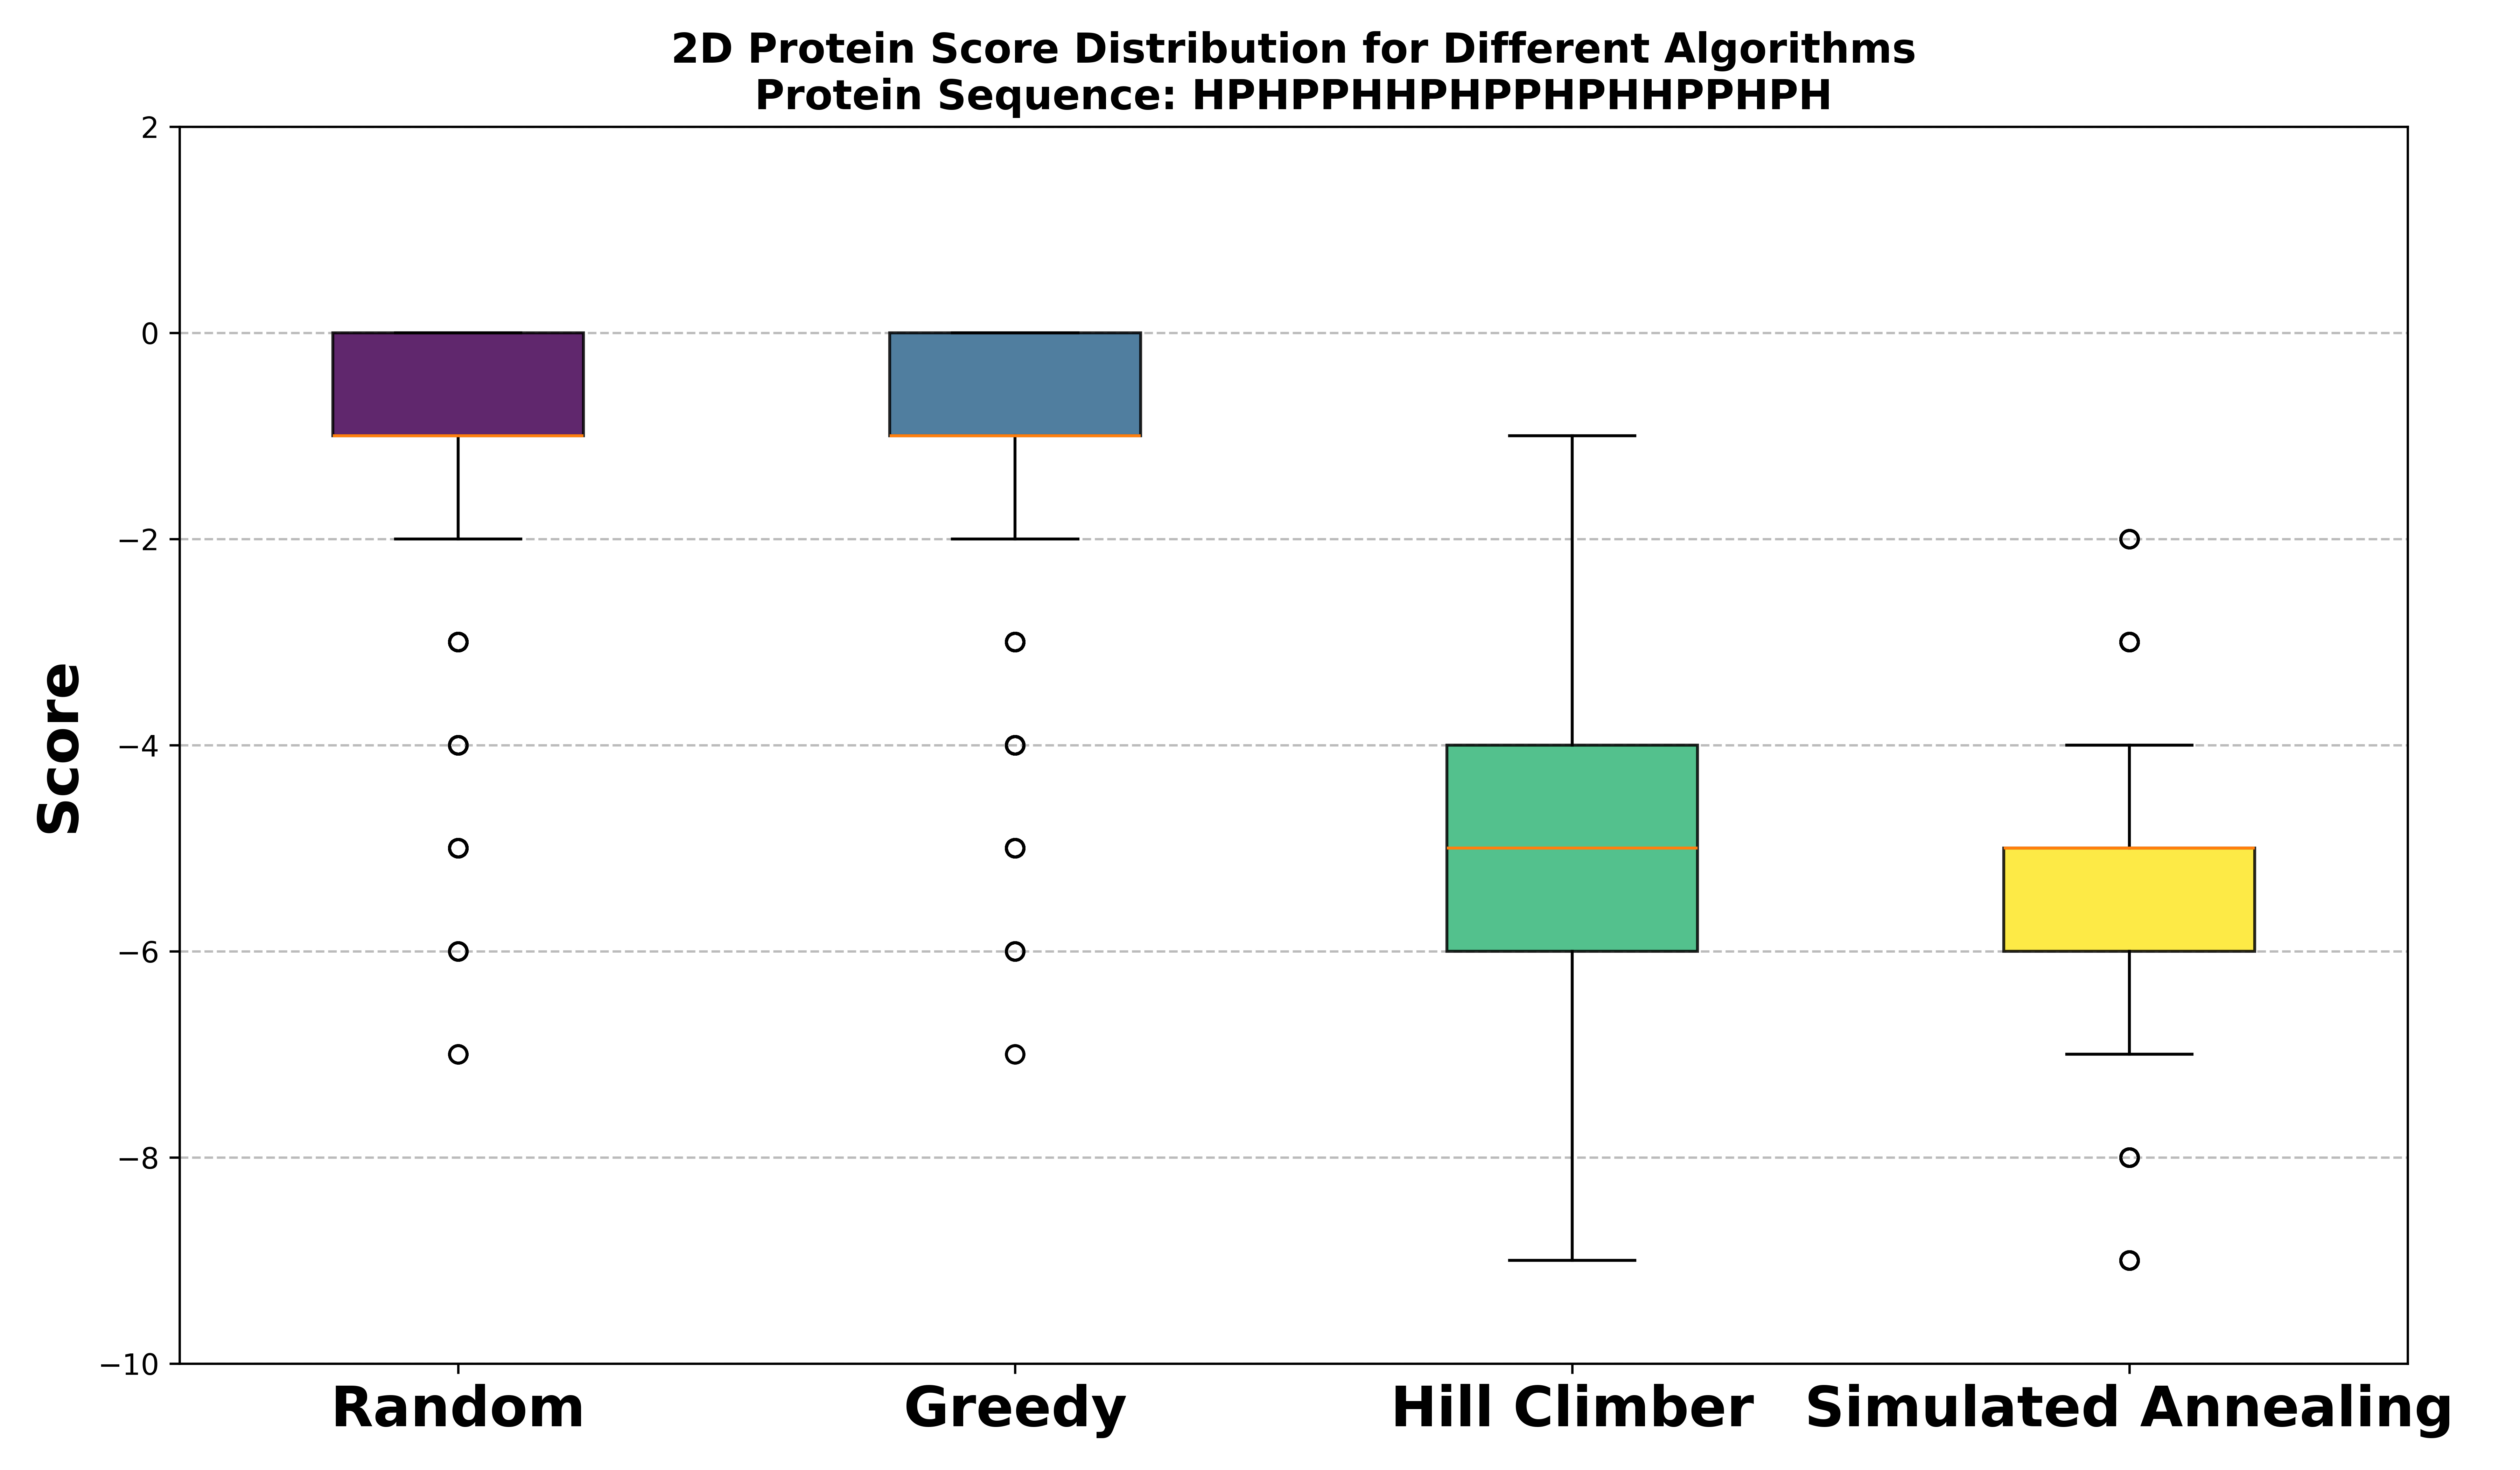 2D Protein Score Distribution for Different Algorithms
Protein Sequence: HPHPPHHPHPPHPHHPPHPH
2
0
−2
−4
−6
−8
−10
Score
Random Greedy Hill Climber Simulated Annealing